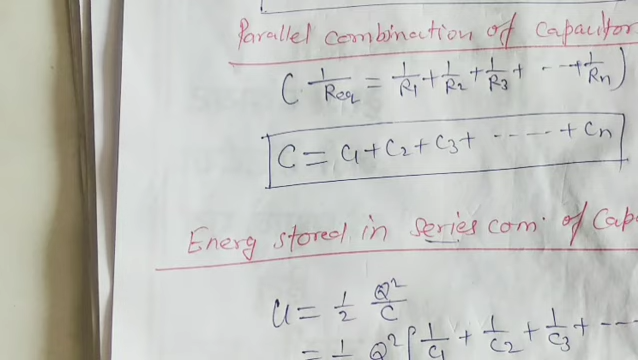 Parallel combination of Capacitor
( 1/Req = 1/R1 + 1/R2 + 1/R3 + ---- + 1/Rn )
C = C1 + C2 + C3 + ----- + Cn
Energ stored in series com. of Cap
U = 1/2 Q²/C
= 1/2 Q² [ 1/C1 + 1/C2 + 1/C3 + ---